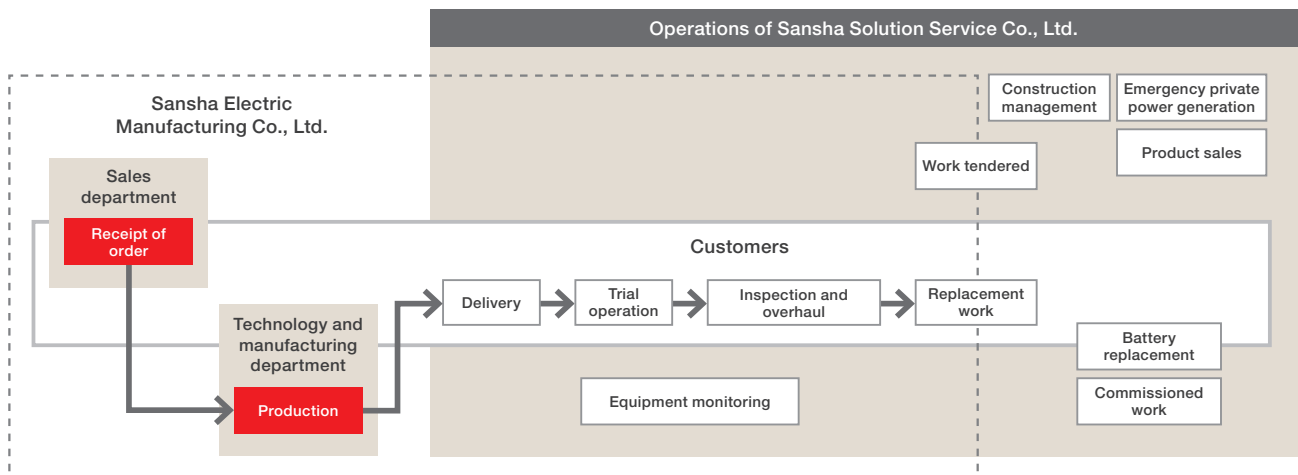 Operations of Sansha Solution Service Co., Ltd.
Sansha Electric
Manufacturing Co., Ltd.
Construction
management
Emergency private
power generation
Product sales
Work tendered
Sales
department
Receipt of
order
Customers
Delivery
Trial
operation
Inspection and
overhaul
Replacement
work
Technology and
manufacturing
department
Production
Equipment monitoring
Battery
replacement
Commissioned
work